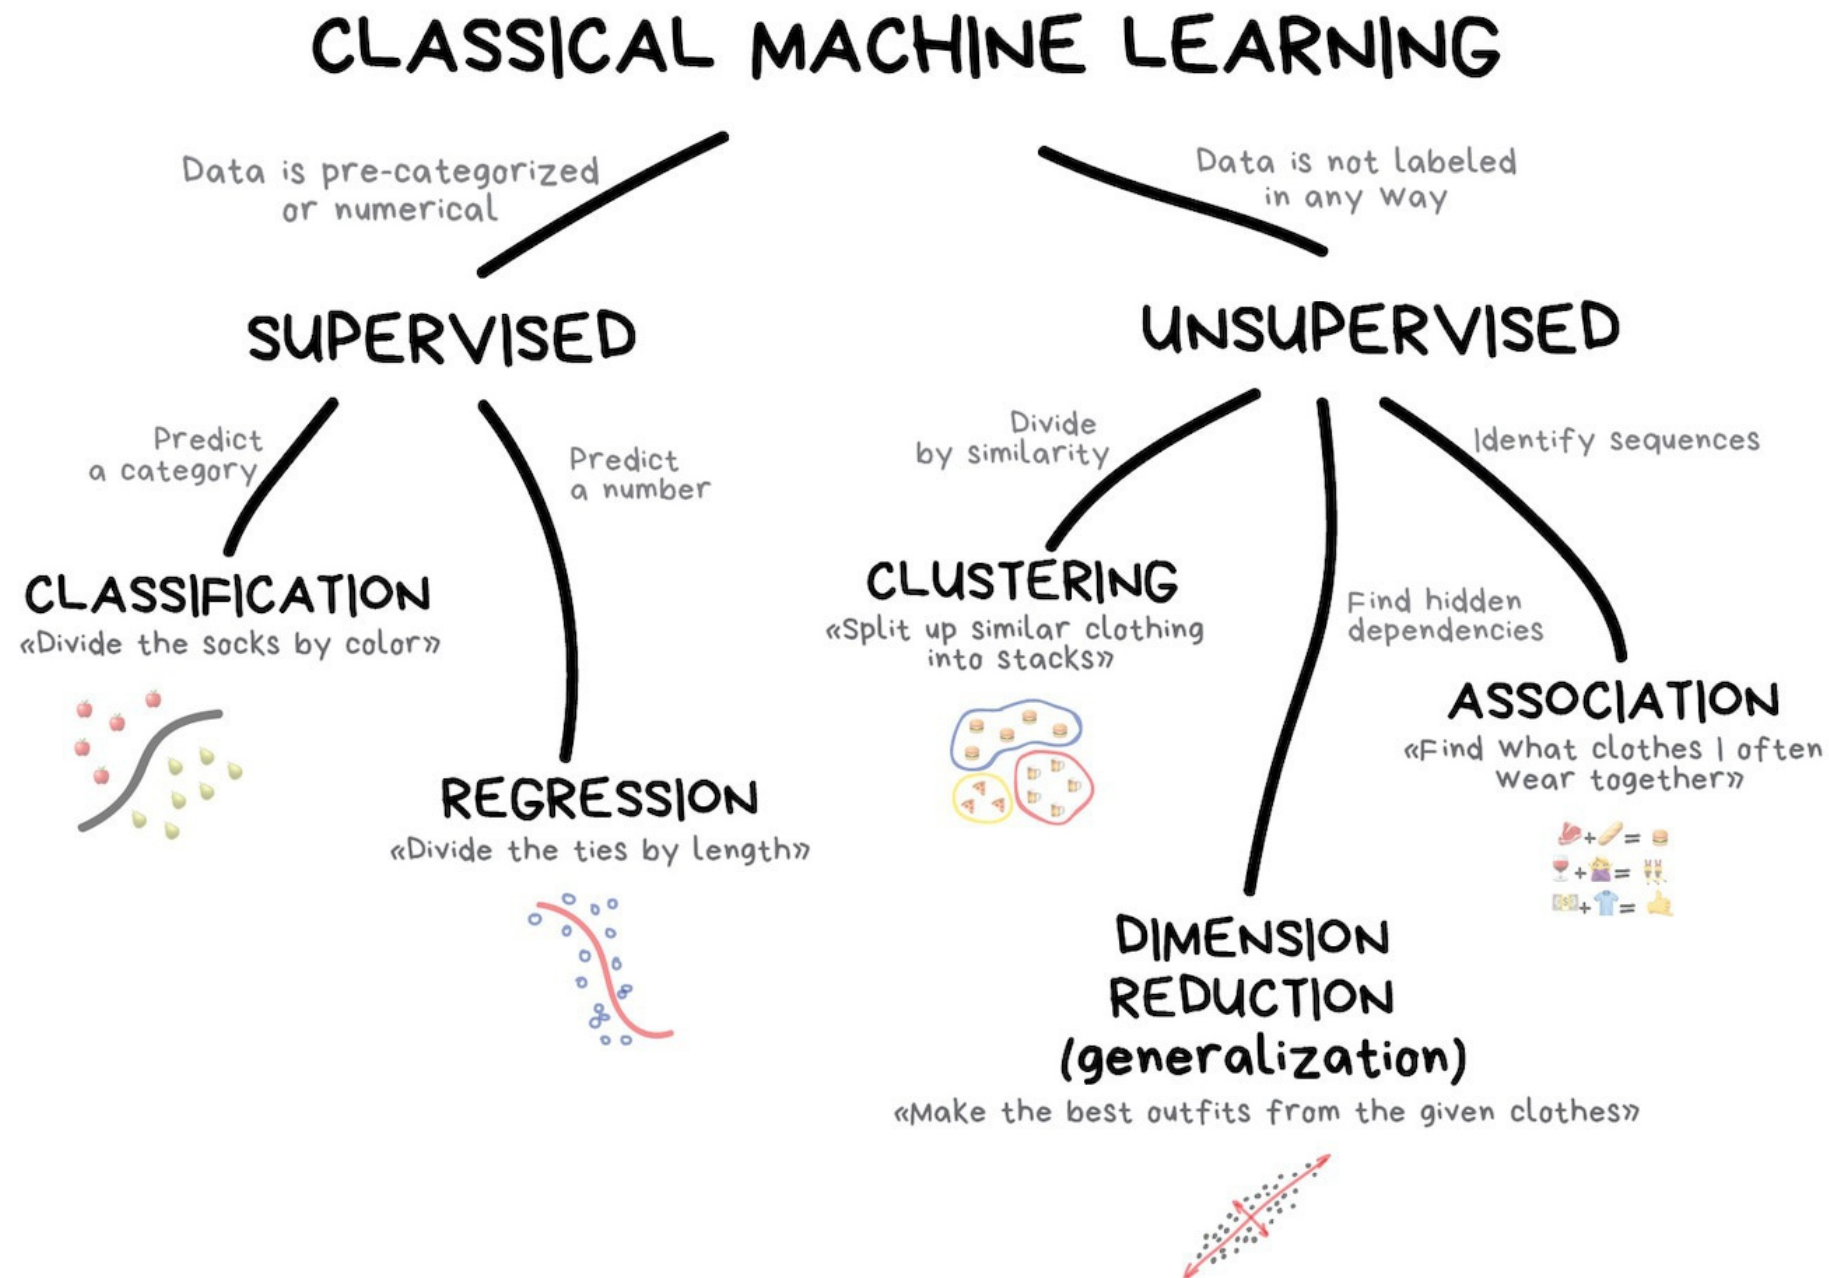 CLASSICAL MACHINE LEARNING
Data is pre-categorized
or numerical
Data is not labeled
in any way
SUPERVISED
UNSUPERVISED
Predict
a category
Predict
a number
Divide
by similarity
Identify sequences
CLASSIFICATION
«Divide the socks by color»
CLUSTERING
«Split up similar clothing
into stacks»
Find hidden
dependencies
REGRESSION
«Divide the ties by length»
ASSOCIATION
«Find what clothes I often
wear together»
+ =
+ =
+ =
DIMENSION
REDUCTION
(generalization)
«Make the best outfits from the given clothes»